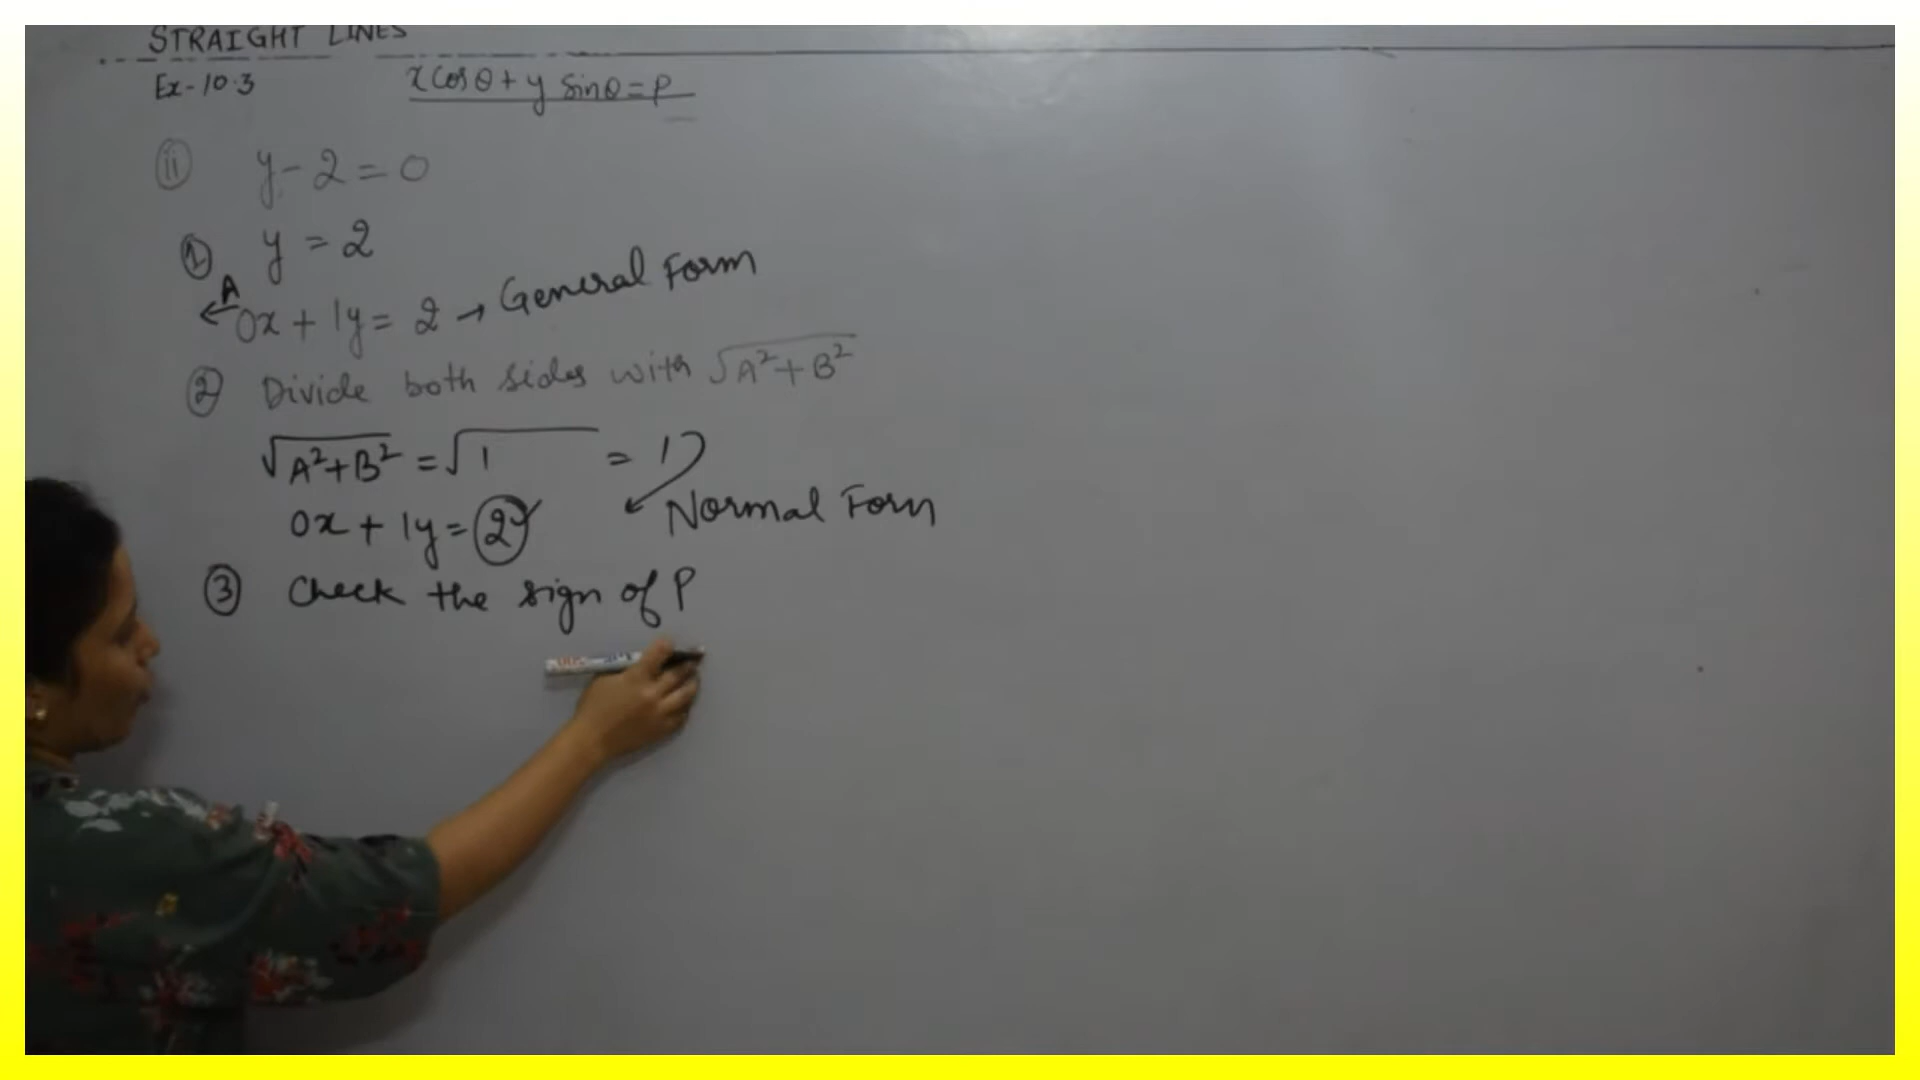 STRAIGHT LINES
Ex-10.3
x cos θ + y sin θ = P
(ii) y - 2 = 0
(1) y = 2
A
← 0x + 1y = 2 → General Form
(2) Divide both sides with √A²+B²
√A²+B² = √1 = 1
0x + 1y = 2 Normal Form
(3) Check the sign of P